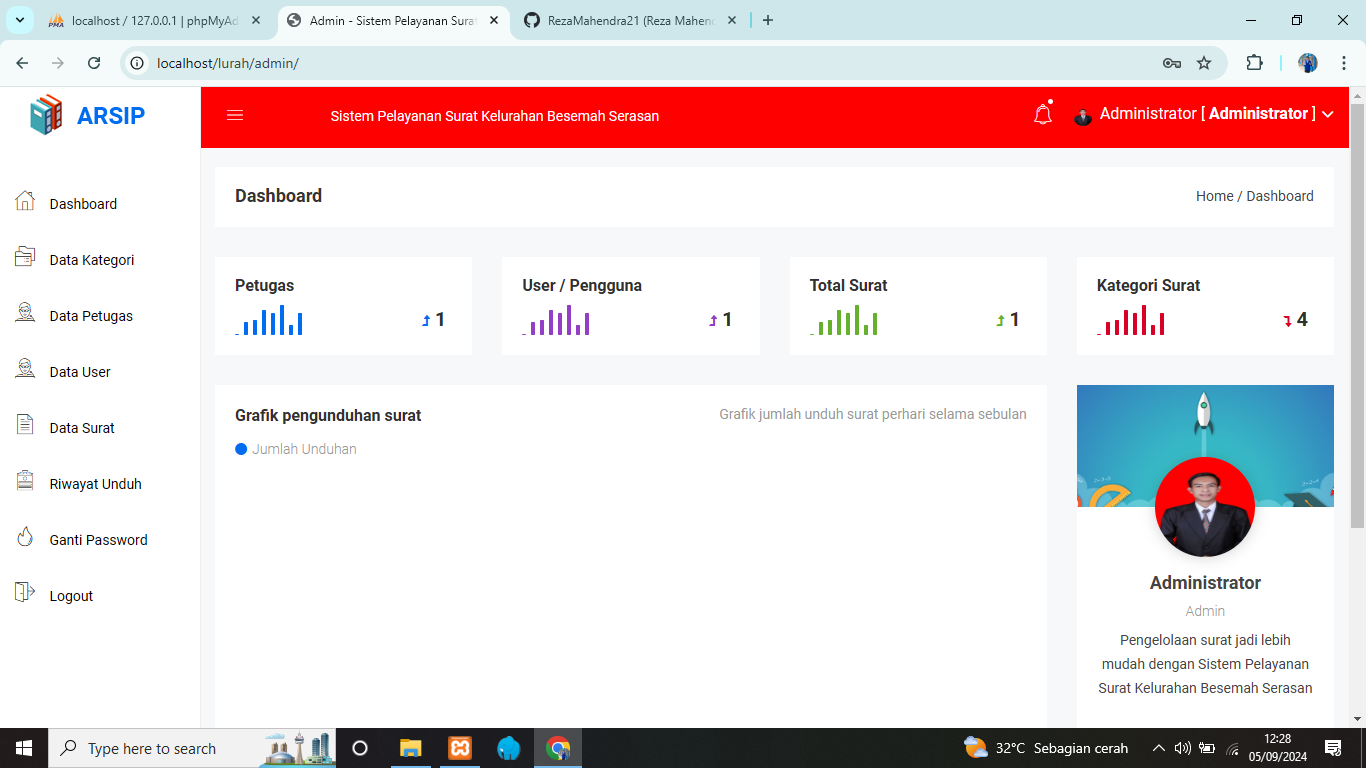 localhost / 127.0.0.1 | phpMyAd
Admin - Sistem Pelayanan Surat
RezaMahendra21 (Reza Mahend
localhost/lurah/admin/
ARSIP
Sistem Pelayanan Surat Kelurahan Besemah Serasan
Administrator [ Administrator ]
Dashboard
Data Kategori
Data Petugas
Data User
Data Surat
Riwayat Unduh
Ganti Password
Logout
Dashboard
Home / Dashboard
Petugas
1
User / Pengguna
1
Total Surat
1
Kategori Surat
4
Grafik pengunduhan surat
Grafik jumlah unduh surat perhari selama sebulan
Jumlah Unduhan
Administrator
Admin
Pengelolaan surat jadi lebih
mudah dengan Sistem Pelayanan
Surat Kelurahan Besemah Serasan
Type here to search
32°C Sebagian cerah
12:28
05/09/2024